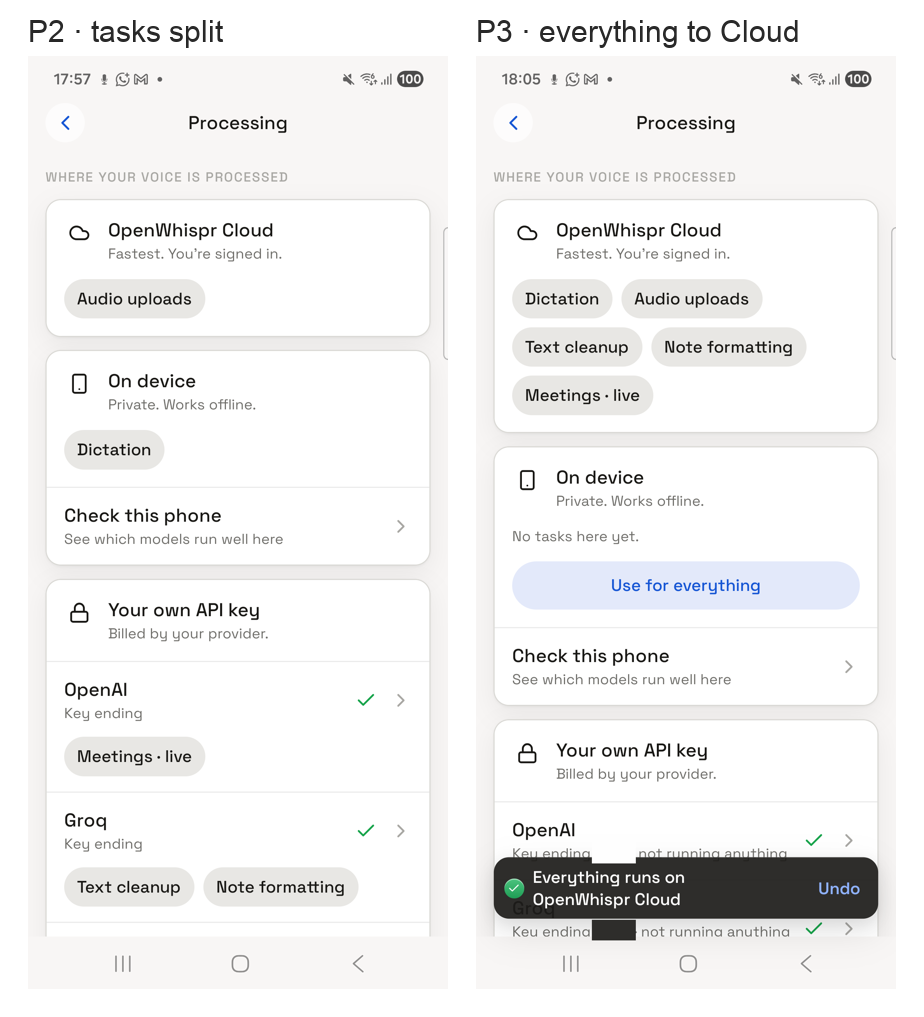 P2 · tasks split
17:57
100
Processing
WHERE YOUR VOICE IS PROCESSED
OpenWhispr Cloud
Fastest. You're signed in.
Audio uploads
On device
Private. Works offline.
Dictation
Check this phone
See which models run well here
Your own API key
Billed by your provider.
OpenAI
Key ending
Meetings · live
Groq
Key ending
Text cleanup
Note formatting
P3 · everything to Cloud
18:05
100
Processing
WHERE YOUR VOICE IS PROCESSED
OpenWhispr Cloud
Fastest. You're signed in.
Dictation
Audio uploads
Text cleanup
Note formatting
Meetings · live
On device
Private. Works offline.
No tasks here yet.
Use for everything
Check this phone
See which models run well here
Your own API key
Billed by your provider.
OpenAI
Key ending not running anything
Everything runs on
OpenWhispr Cloud
Undo
Groq
Key ending not running anything